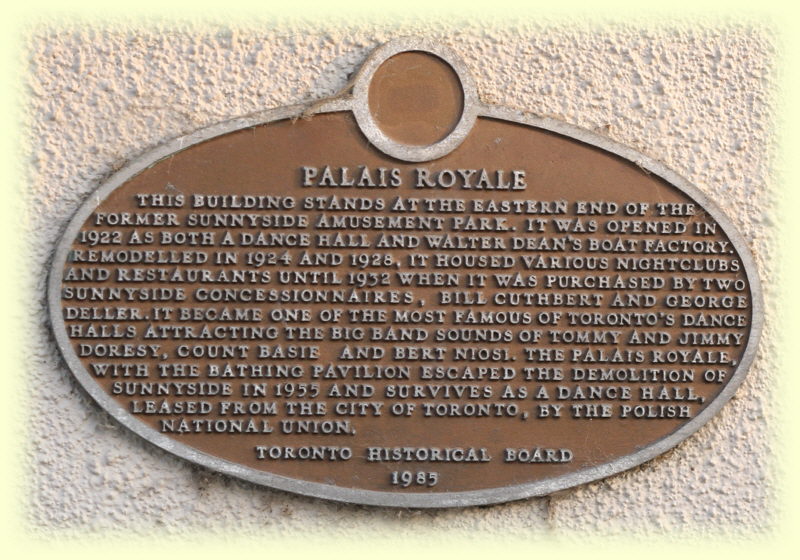 PALAIS ROYALE
THIS BUILDING STANDS AT THE EASTERN END OF THE
FORMER SUNNYSIDE AMUSEMENT PARK. IT WAS OPENED IN
1922 AS BOTH A DANCE HALL AND WALTER DEAN'S BOAT FACTORY.
REMODELLED IN 1924 AND 1928, IT HOUSED VARIOUS NIGHTCLUBS
AND RESTAURANTS UNTIL 1932 WHEN IT WAS PURCHASED BY TWO
SUNNYSIDE CONCESSIONNAIRES, BILL CUTHBERT AND GEORGE
DELLER. IT BECAME ONE OF THE MOST FAMOUS OF TORONTO'S DANCE
HALLS ATTRACTING THE BIG BAND SOUNDS OF TOMMY AND JIMMY
DORESY, COUNT BASIE AND BERT NIOSI. THE PALAIS ROYALE,
WITH THE BATHING PAVILION ESCAPED THE DEMOLITION OF
SUNNYSIDE IN 1955 AND SURVIVES AS A DANCE HALL,
LEASED FROM THE CITY OF TORONTO, BY THE POLISH
NATIONAL UNION.
TORONTO HISTORICAL BOARD
1985